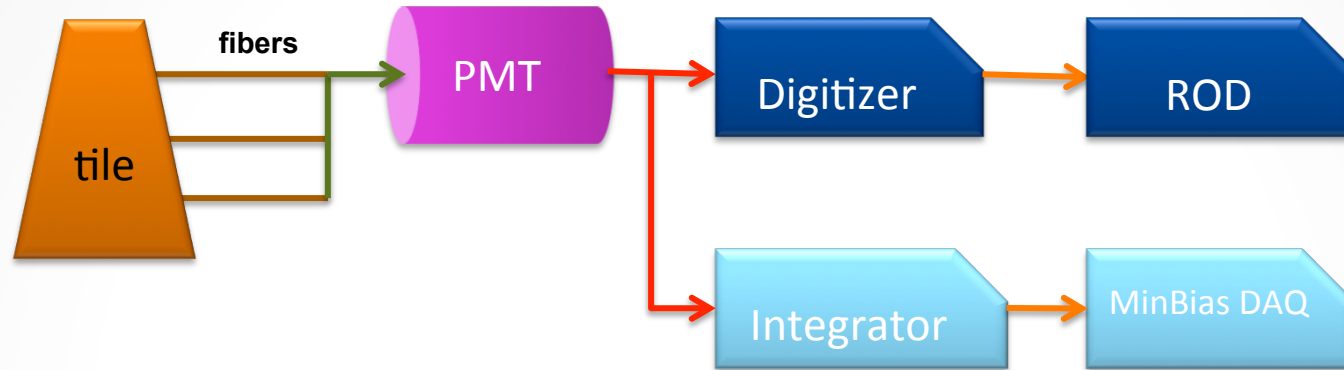 fibers
PMT
Digitizer
ROD
tile
Integrator
MinBias DAQ